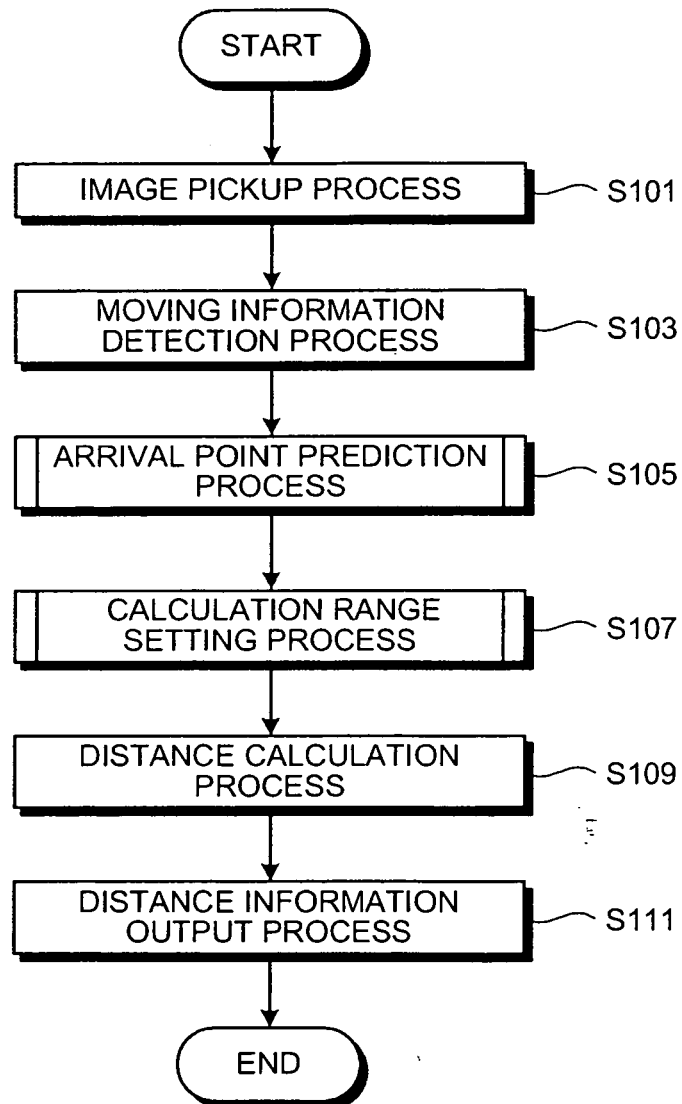 START
IMAGE PICKUP PROCESS
S101
MOVING INFORMATION
DETECTION PROCESS
S103
ARRIVAL POINT PREDICTION
PROCESS
S105
CALCULATION RANGE
SETTING PROCESS
S107
DISTANCE CALCULATION
PROCESS
S109
DISTANCE INFORMATION
OUTPUT PROCESS
S111
END